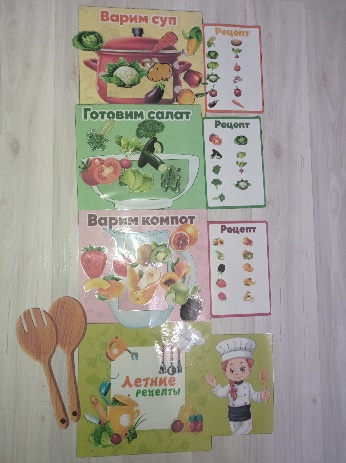 Варим суп
Рецепт
Готовим салат
Рецепт
Варим компот
Рецепт
Летние
рецепты